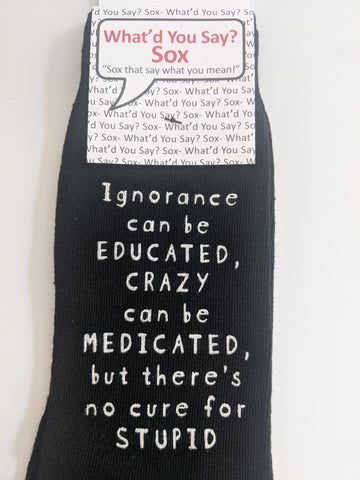 What'd You Say?
Sox
"Sox that say what you mean!"
Ignorance
can be
EDUCATED,
CRAZY
can be
MEDICATED,
but there's
no cure for
STUPID